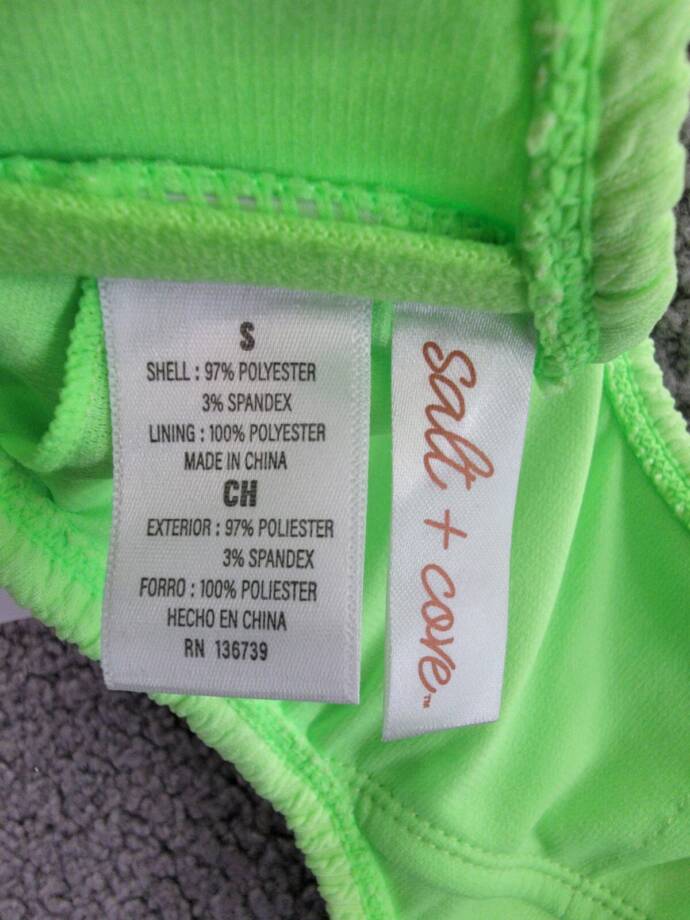 S
SHELL : 97% POLYESTER
3% SPANDEX
LINING : 100% POLYESTER
MADE IN CHINA
CH
EXTERIOR : 97% POLIESTER
3% SPANDEX
FORRO : 100% POLIESTER
HECHO EN CHINA
RN 136739
salt + cove™